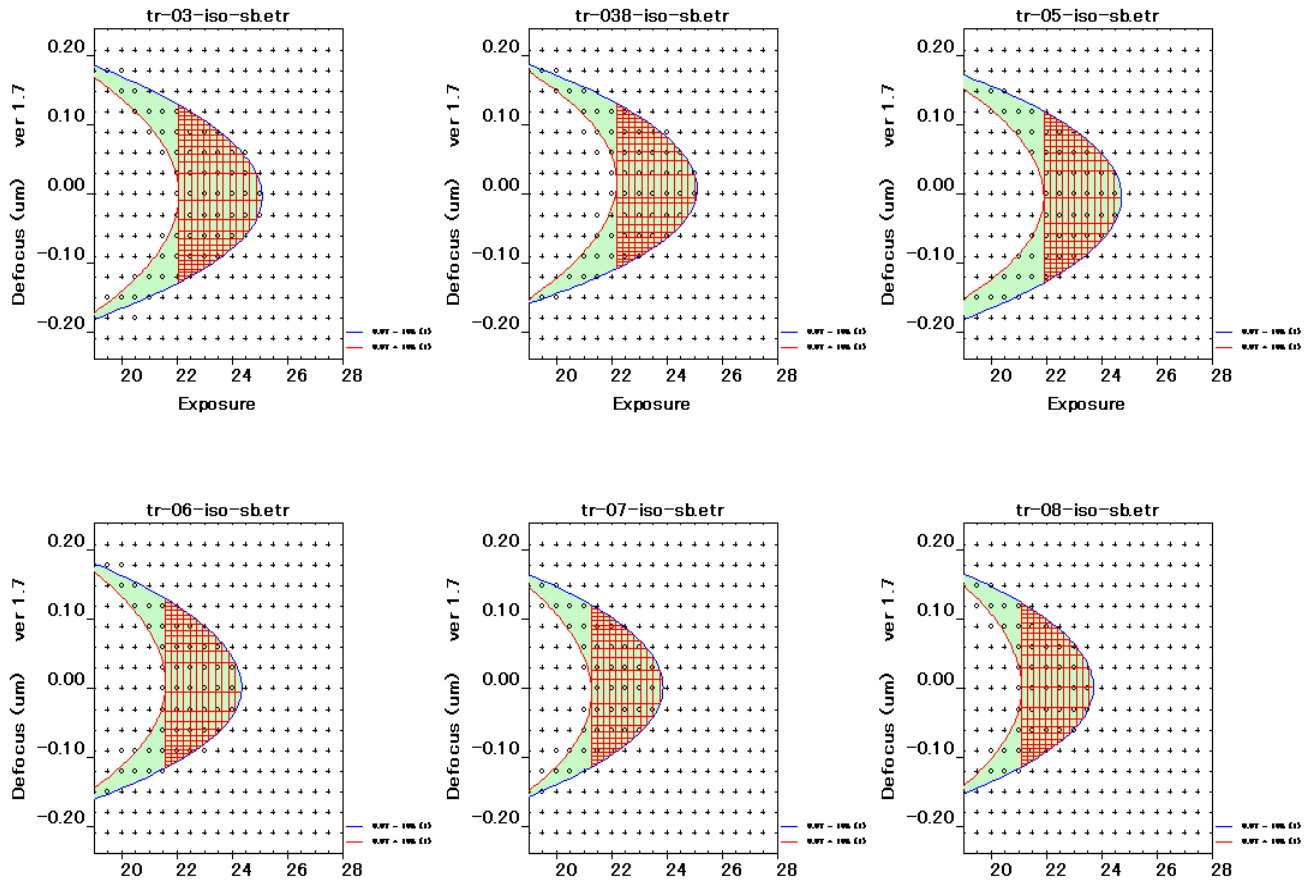 tr-03-iso-sb.etr
tr-038-iso-sb.etr
tr-05-iso-sb.etr
0.20
0.10
0.00
-0.10
-0.20
ver 1.7
Defocus (um)
20 22 24 26 28
Exposure
0.20
0.10
0.00
-0.10
-0.20
ver 1.7
Defocus (um)
20 22 24 26 28
Exposure
0.20
0.10
0.00
-0.10
-0.20
ver 1.7
Defocus (um)
20 22 24 26 28
tr-06-iso-sb.etr
tr-07-iso-sb.etr
tr-08-iso-sb.etr
0.20
0.10
0.00
-0.10
-0.20
ver 1.7
Defocus (um)
20 22 24 26 28
0.20
0.10
0.00
-0.10
-0.20
ver 1.7
Defocus (um)
20 22 24 26 28
0.20
0.10
0.00
-0.10
-0.20
ver 1.7
Defocus (um)
20 22 24 26 28